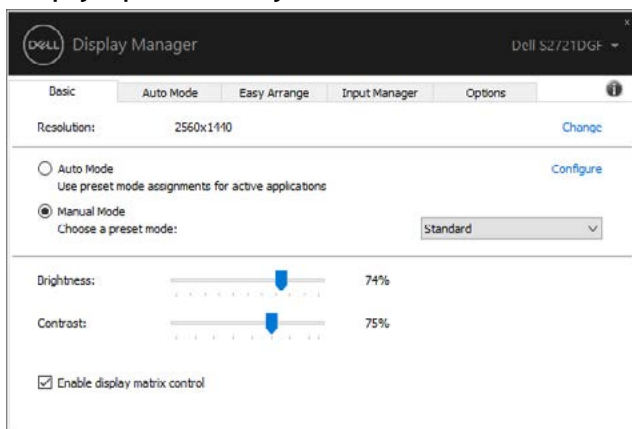 DELL Display Manager
Dell S2721DGF
x
Basic Auto Mode Easy Arrange Input Manager Options
Resolution: 2560x1440 Change
Auto Mode Configure
Use preset mode assignments for active applications
Manual Mode
Choose a preset mode: Standard
Brightness: 74%
Contrast: 75%
Enable display matrix control